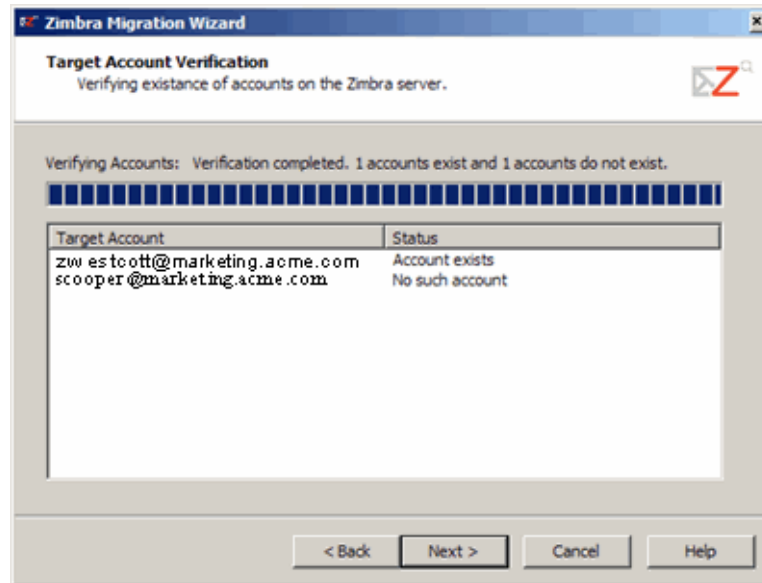 Zimbra Migration Wizard
Target Account Verification
Verifying existance of accounts on the Zimbra server.
Z
Verifying Accounts: Verification completed. 1 accounts exist and 1 accounts do not exist.
Target Account Status
zw estcott@marketing.acme.com Account exists
scooper@marketing.acme.com No such account
< Back Next > Cancel Help